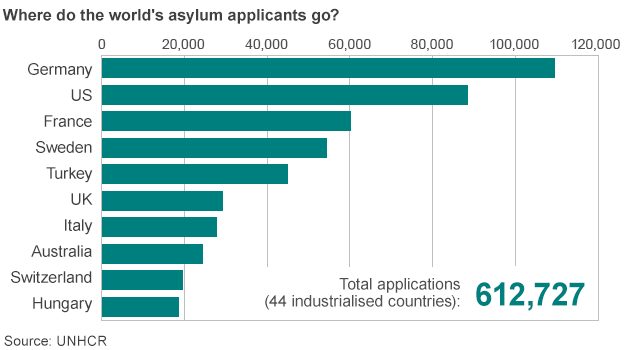 Where do the world's asylum applicants go?
0 20,000 40,000 60,000 80,000 100,000 120,000
Germany
US
France
Sweden
Turkey
UK
Italy
Australia
Switzerland
Hungary
Total applications
(44 industrialised countries):
612,727
Source: UNHCR